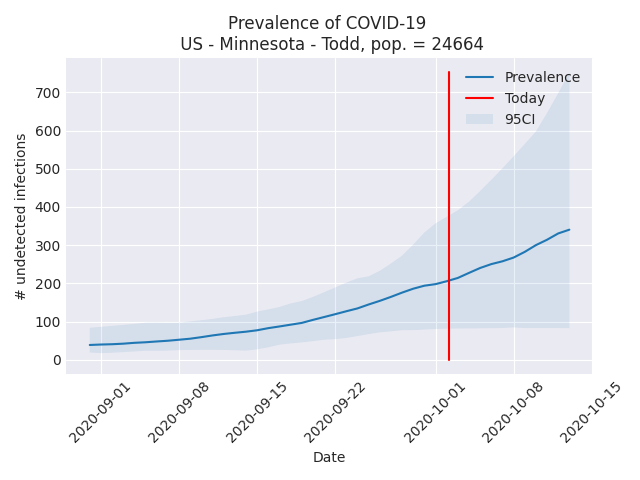 Prevalence of COVID-19
US - Minnesota - Todd, pop. = 24664
Prevalence
Today
95CI
# undetected infections
700
600
500
400
300
200
100
0
2020-09-01
2020-09-08
2020-09-15
2020-09-22
2020-10-01
2020-10-08
2020-10-15
Date